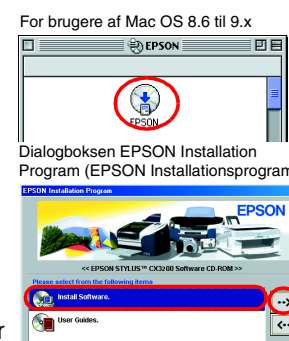 For brugere af Mac OS 8.6 til 9.x
EPSON
EPSON
Dialogboksen EPSON Installation
Program (EPSON Installationsprogram
EPSON Installation Program
EPSON
<< EPSON STYLUS™ CX3200 Software CD-ROM >>
Please select from the following items
Install Software.
User Guides.
r